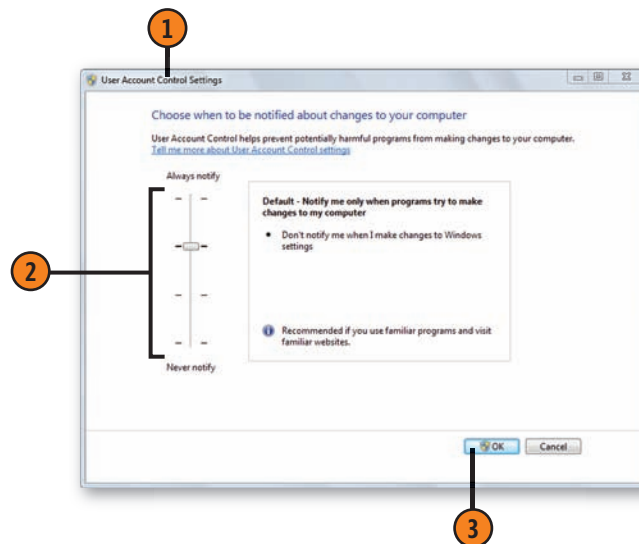 1
User Account Control Settings
Choose when to be notified about changes to your computer
User Account Control helps prevent potentially harmful programs from making changes to your computer.
Tell me more about User Account Control settings
Always notify
Default - Notify me only when programs try to make
changes to my computer
• Don't notify me when I make changes to Windows
settings
2
Recommended if you use familiar programs and visit
familiar websites.
Never notify
OK
Cancel
3